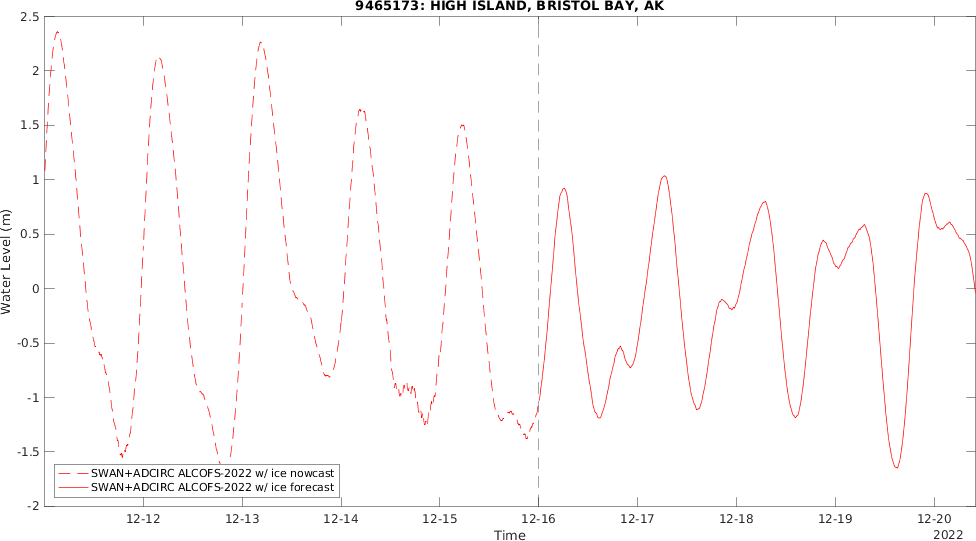 9465173: HIGH ISLAND, BRISTOL BAY, AK
Water Level (m)
2.5
2
1.5
1
0.5
0
-0.5
-1
-1.5
-2
SWAN+ADCIRC ALCOFS-2022 w/ ice nowcast
SWAN+ADCIRC ALCOFS-2022 w/ ice forecast
12-12 12-13 12-14 12-15 12-16 12-17 12-18 12-19 12-20
Time
2022